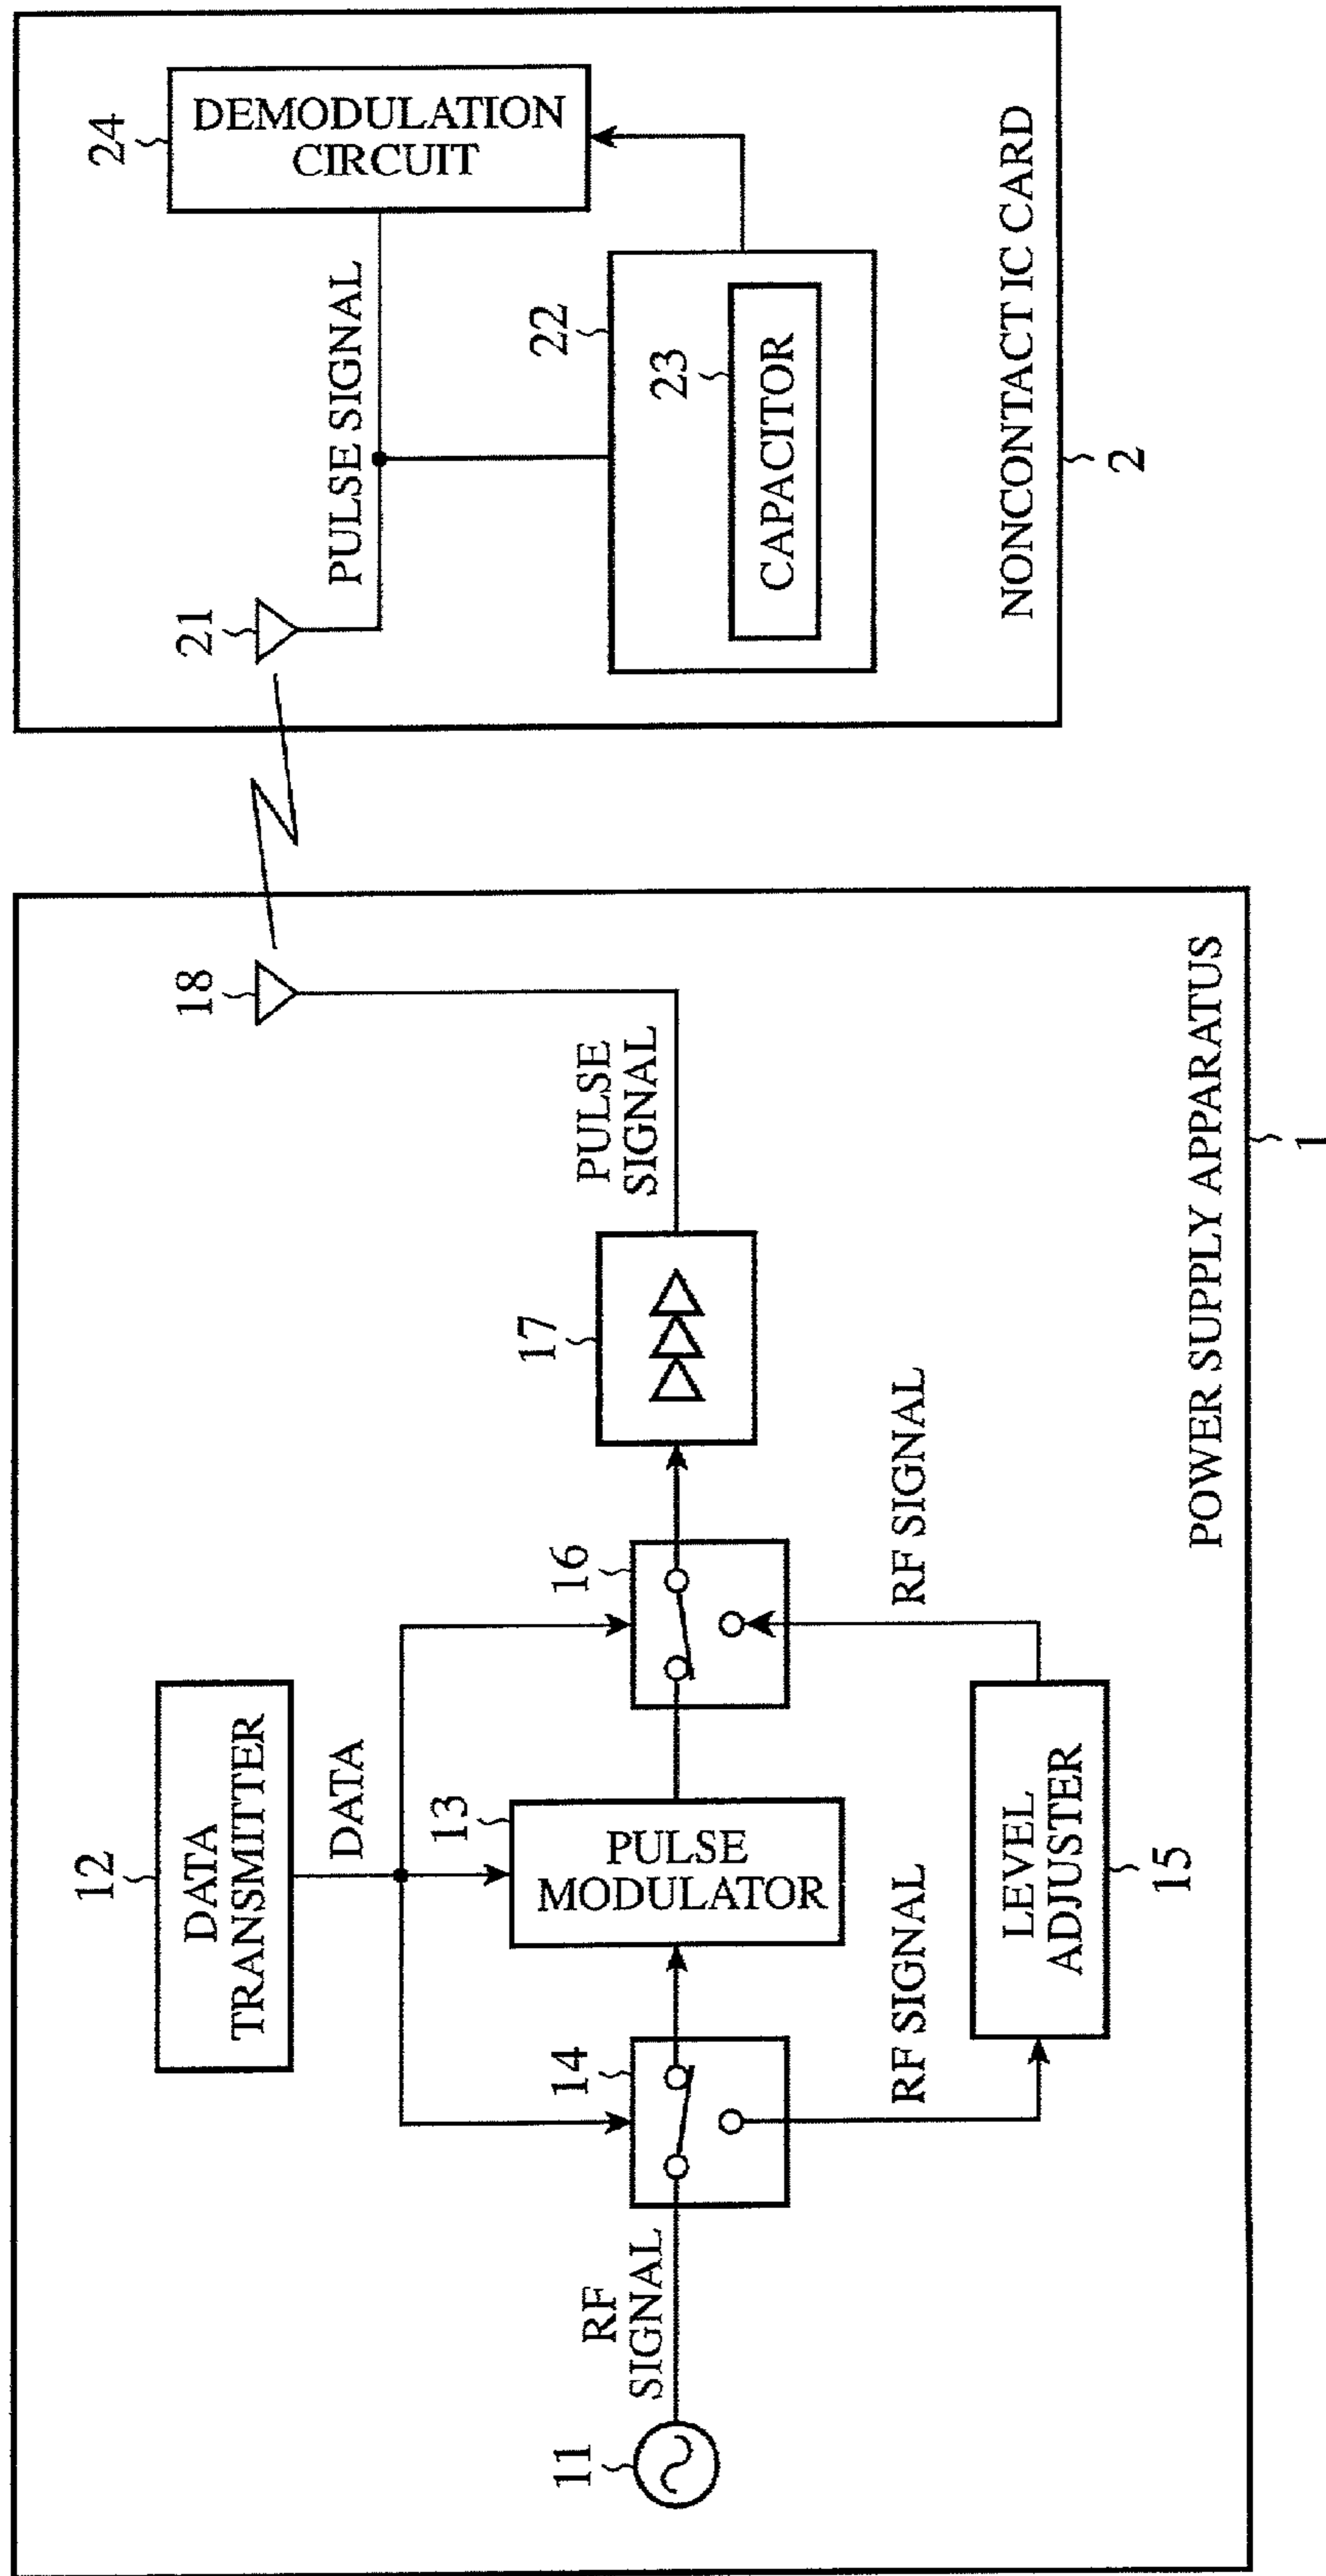 12
DATA
TRANSMITTER
DATA
18
21
24
DEMODULATION
CIRCUIT
PULSE SIGNAL
11
RF
SIGNAL
14
13
PULSE
MODULATOR
16
17
PULSE
SIGNAL
22
23
CAPACITOR
RF SIGNAL
RF SIGNAL
LEVEL
ADJUSTER
15
NONCONTACT IC CARD
2
POWER SUPPLY APPARATUS
1